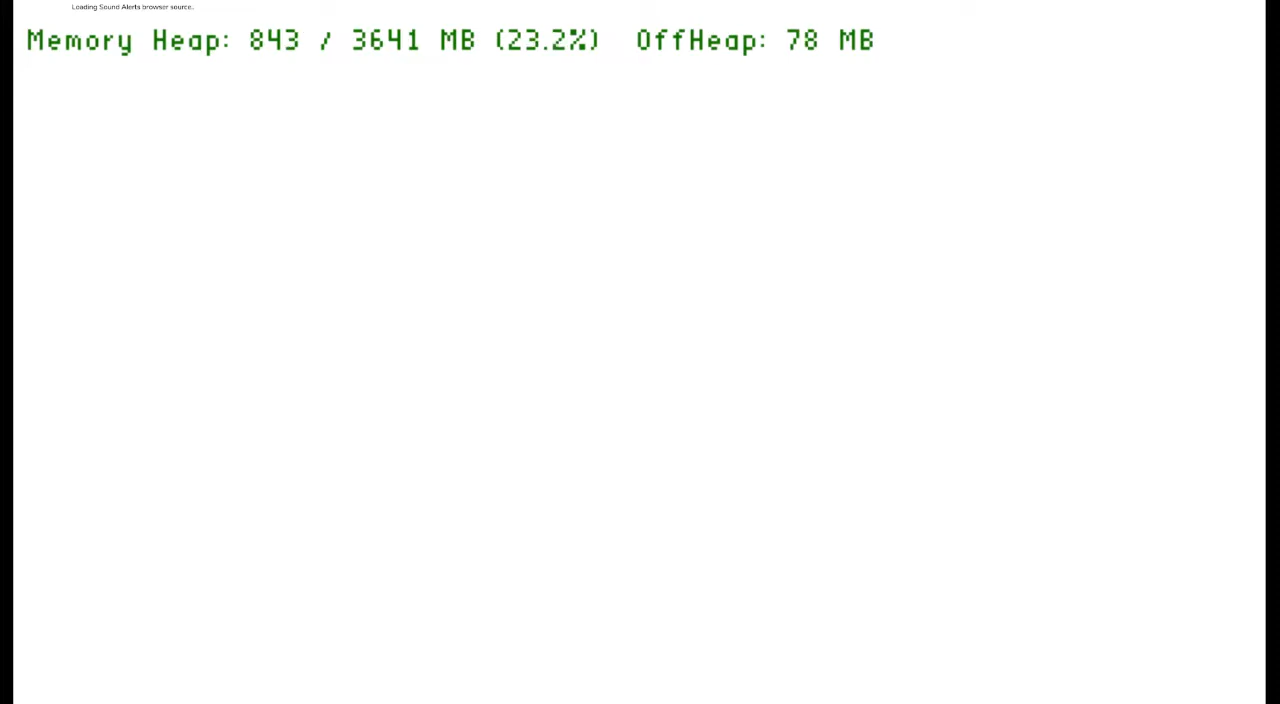 Loading Sound Alerts browser source..
Memory Heap: 843 / 3641 MB (23.2%) OffHeap: 78 MB